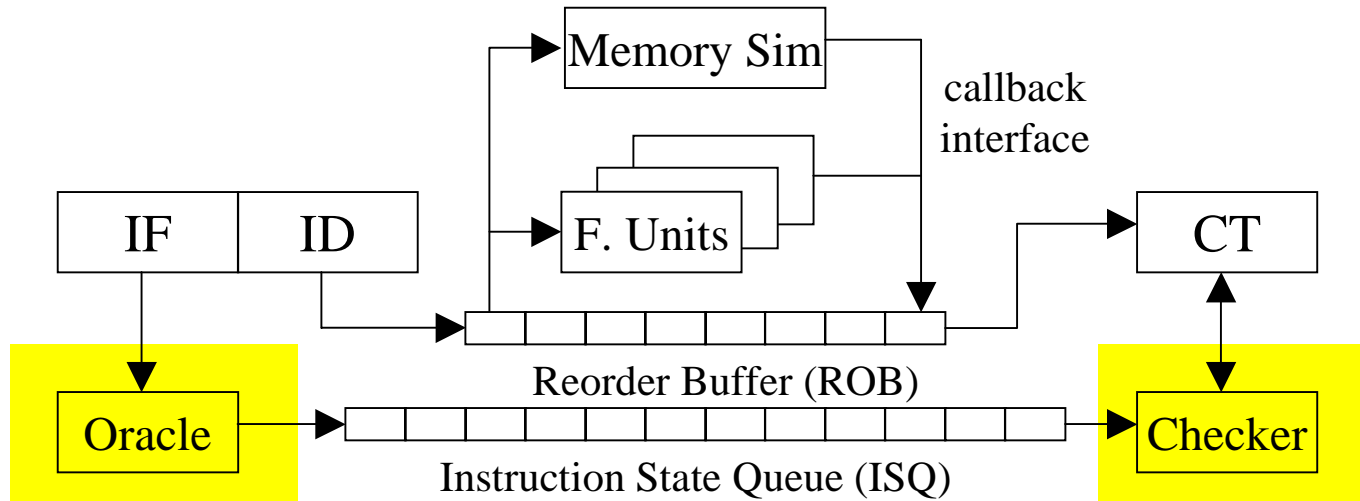 Memory Sim
callback
interface
IF
ID
F. Units
CT
Reorder Buffer (ROB)
Oracle
Checker
Instruction State Queue (ISQ)